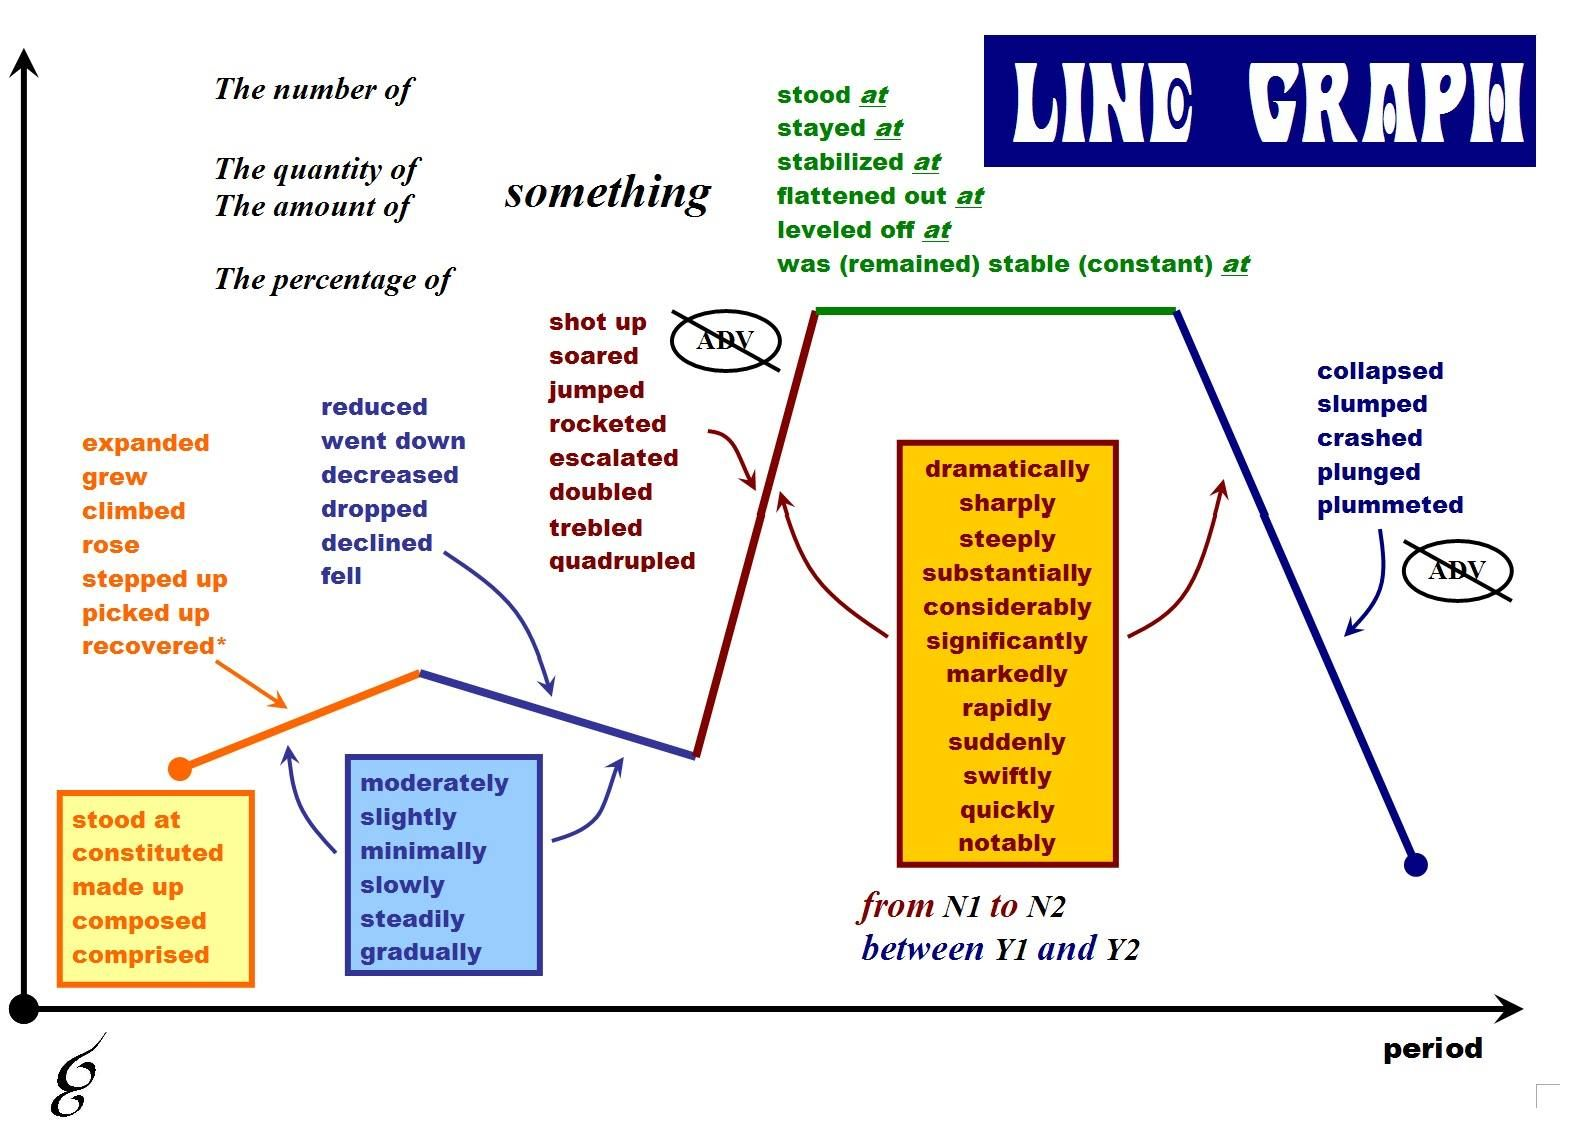 LINE GRAPH
The number of
The quantity of
The amount of
The percentage of
something
stood at
stayed at
stabilized at
flattened out at
leveled off at
was (remained) stable (constant) at
expanded
grew
climbed
rose
stepped up
picked up
recovered*
reduced
went down
decreased
dropped
declined
fell
shot up
soared
jumped
rocketed
escalated
doubled
trebled
quadrupled
ADV
dramatically
sharply
steeply
substantially
considerably
significantly
markedly
rapidly
suddenly
swiftly
quickly
notably
collapsed
slumped
crashed
plunged
plummeted
ADV
stood at
constituted
made up
composed
comprised
moderately
slightly
minimally
slowly
steadily
gradually
from N1 to N2
between Y1 and Y2
period